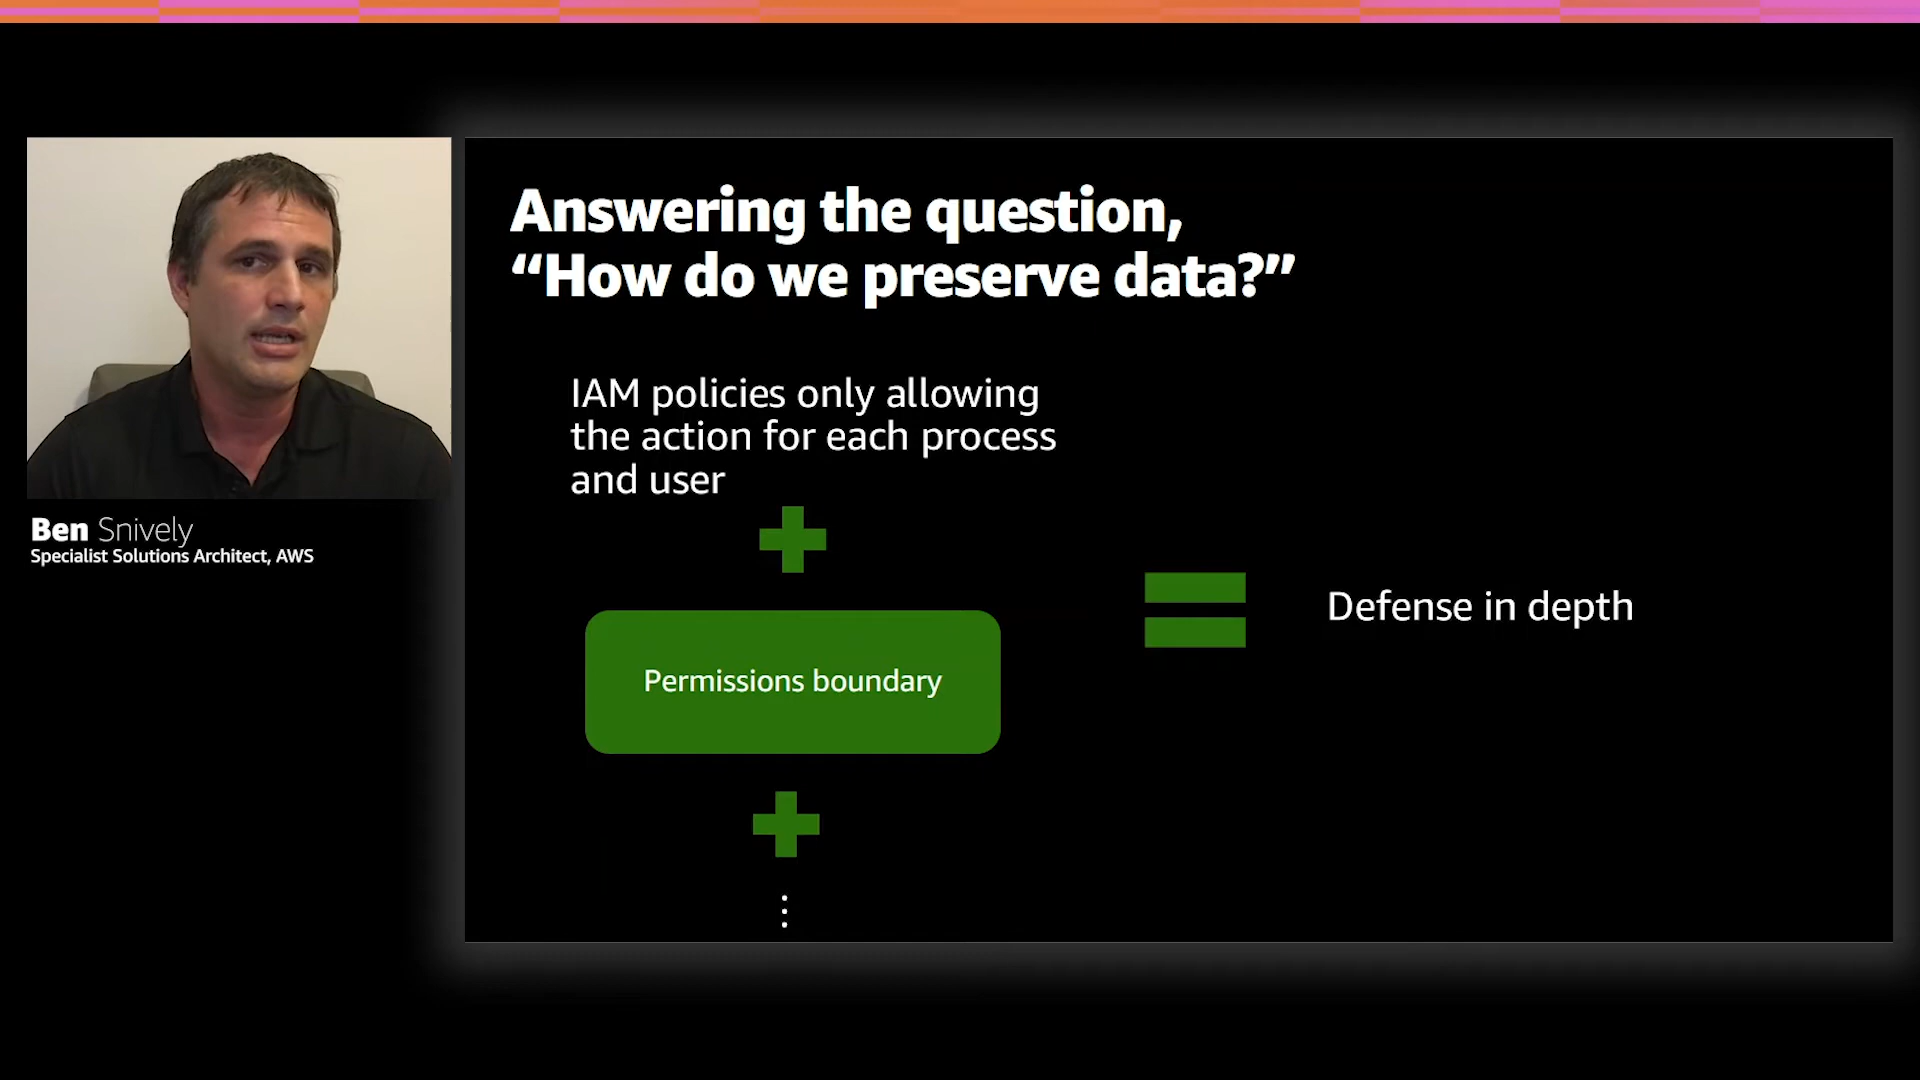 Answering the question,
“How do we preserve data?”
IAM policies only allowing
the action for each process
and user
Permissions boundary
Defense in depth
Ben Snively
Specialist Solutions Architect, AWS